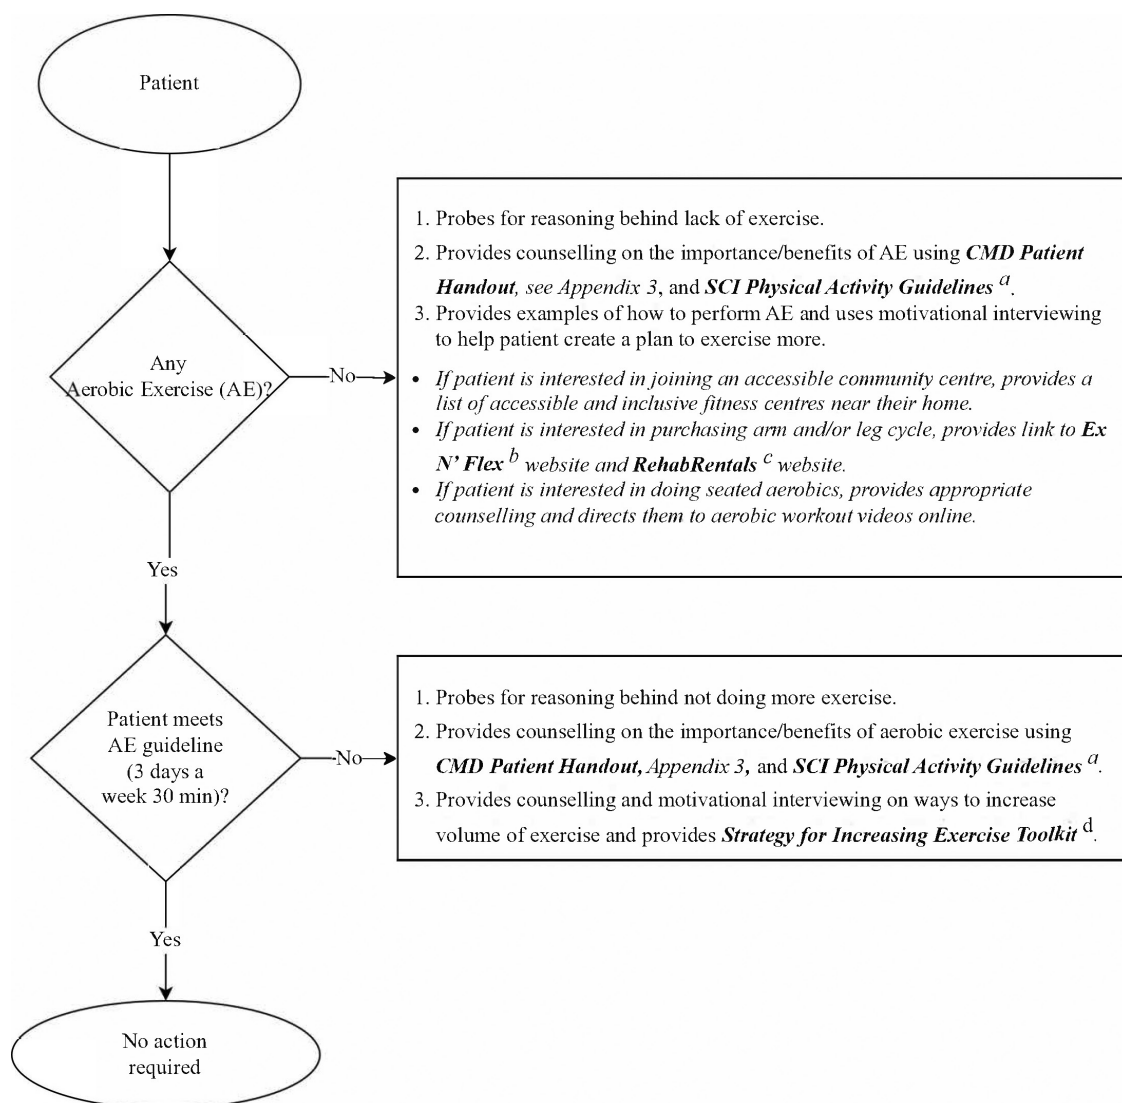 Patient
Any
Aerobic Exercise (AE)?
No
1. Probes for reasoning behind lack of exercise.
2. Provides counselling on the importance/benefits of AE using CMD Patient
Handout, see Appendix 3, and SCI Physical Activity Guidelines a.
3. Provides examples of how to perform AE and uses motivational interviewing
to help patient create a plan to exercise more.
• If patient is interested in joining an accessible community centre, provides a
list of accessible and inclusive fitness centres near their home.
• If patient is interested in purchasing arm and/or leg cycle, provides link to Ex
N’ Flex b website and RehabRentals c website.
• If patient is interested in doing seated aerobics, provides appropriate
counselling and directs them to aerobic workout videos online.
Yes
Patient meets
AE guideline
(3 days a
week 30 min)?
No
1. Probes for reasoning behind not doing more exercise.
2. Provides counselling on the importance/benefits of aerobic exercise using
CMD Patient Handout, Appendix 3, and SCI Physical Activity Guidelines a.
3. Provides counselling and motivational interviewing on ways to increase
volume of exercise and provides Strategy for Increasing Exercise Toolkit d.
Yes
No action
required